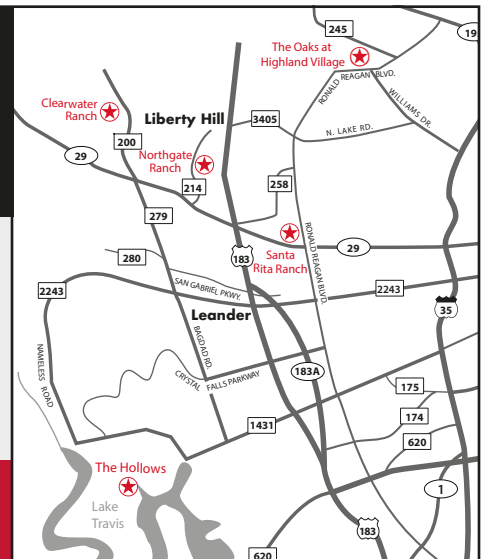 245
19
The Oaks at
Highland Village
RONALD REAGAN BLVD.
WILLIAMS DR.
Clearwater
Ranch
Liberty Hill
3405
N. LAKE RD.
200
29
Northgate
Ranch
214
258
279
RONALD REAGAN BLVD.
29
183
Santa
Rita Ranch
280
2243
SAN GABRIEL PKWY.
2243
35
Leander
NAMELESS ROAD
BAGDAD RD.
CRYSTAL FALLS PARKWAY
183A
175
174
1431
620
The Hollows
Lake
Travis
1
183
620